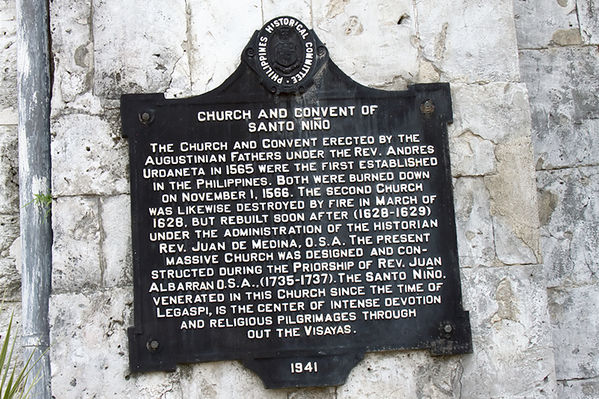 PHILIPPINES HISTORICAL COMMITTEE
CHURCH AND CONVENT OF
SANTO NIÑO
THE CHURCH AND CONVENT ERECTED BY THE
AUGUSTINIAN FATHERS UNDER THE REV. ANDRES
URDANETA IN 1565 WERE THE FIRST ESTABLISHED
IN THE PHILIPPINES. BOTH WERE BURNED DOWN
ON NOVEMBER 1, 1566. THE SECOND CHURCH
WAS LIKEWISE DESTROYED BY FIRE IN MARCH OF
1628, BUT REBUILT SOON AFTER (1628-1629)
UNDER THE ADMINISTRATION OF THE HISTORIAN
REV. JUAN DE MEDINA, O.S.A. THE PRESENT
MASSIVE CHURCH WAS DESIGNED AND CON-
STRUCTED DURING THE PRIORSHIP OF REV. JUAN
ALBARRAN O.S.A., (1735-1737). THE SANTO NIÑO.
VENERATED IN THIS CHURCH SINCE THE TIME OF
LEGASPI, IS THE CENTER OF INTENSE DEVOTION
AND RELIGIOUS PILGRIMAGES THROUGH
OUT THE VISAYAS.
1941